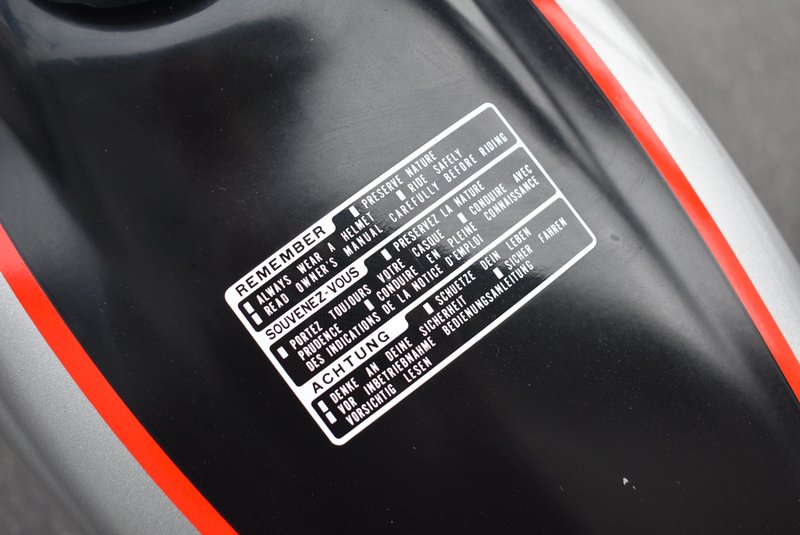 REMEMBER ▮ PRESERVE NATURE
▮ ALWAYS WEAR A HELMET ▮ RIDE SAFELY
▮ READ OWNER'S MANUAL CAREFULLY BEFORE RIDING
SOUVENEZ-VOUS ▮ PRESERVEZ LA NATURE
▮ PORTEZ TOUJOURS VOTRE CASQUE ▮ CONDUIRE AVEC
PRUDENCE ▮ CONDUIRE EN PLEINE CONNAISSANCE
DES INDICATIONS DE LA NOTICE D'EMPLOI
ACHTUNG ▮ SCHUETZE DEIN LEBEN
▮ DENKE AN DEINE SICHERHEIT ▮ SICHER FAHREN
▮ VOR INBETRIEBNAHME BEDIENUNGSANLEITUNG
VORSICHTIG LESEN